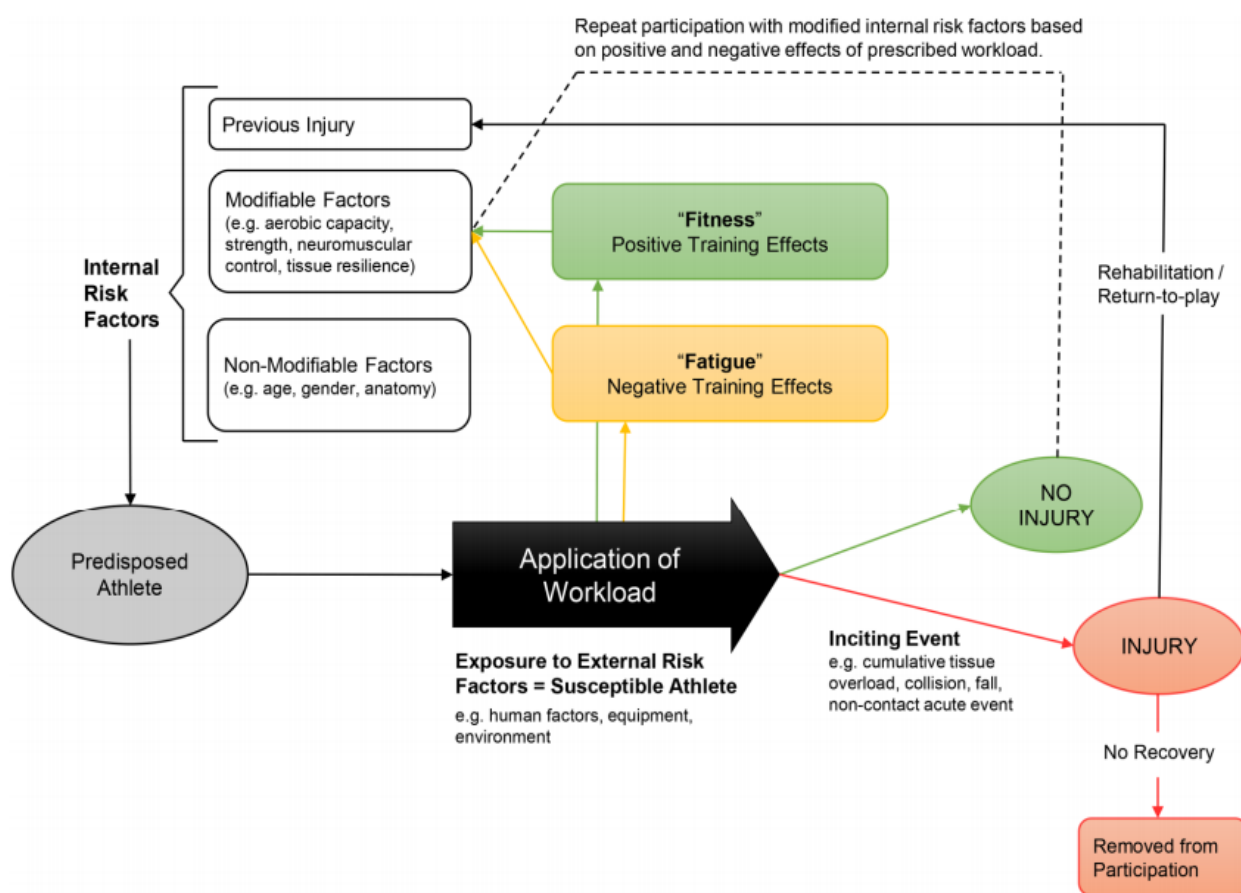 Repeat participation with modified internal risk factors based
on positive and negative effects of prescribed workload.
Previous Injury
Modifiable Factors
(e.g. aerobic capacity,
strength, neuromuscular
control, tissue resilience)
Internal
Risk
Factors
Non-Modifiable Factors
(e.g. age, gender, anatomy)
“Fitness”
Positive Training Effects
“Fatigue”
Negative Training Effects
Rehabilitation /
Return-to-play
Predisposed
Athlete
Application of
Workload
NO
INJURY
Exposure to External Risk
Factors = Susceptible Athlete
e.g. human factors, equipment,
environment
Inciting Event
e.g. cumulative tissue
overload, collision, fall,
non-contact acute event
INJURY
No Recovery
Removed from
Participation